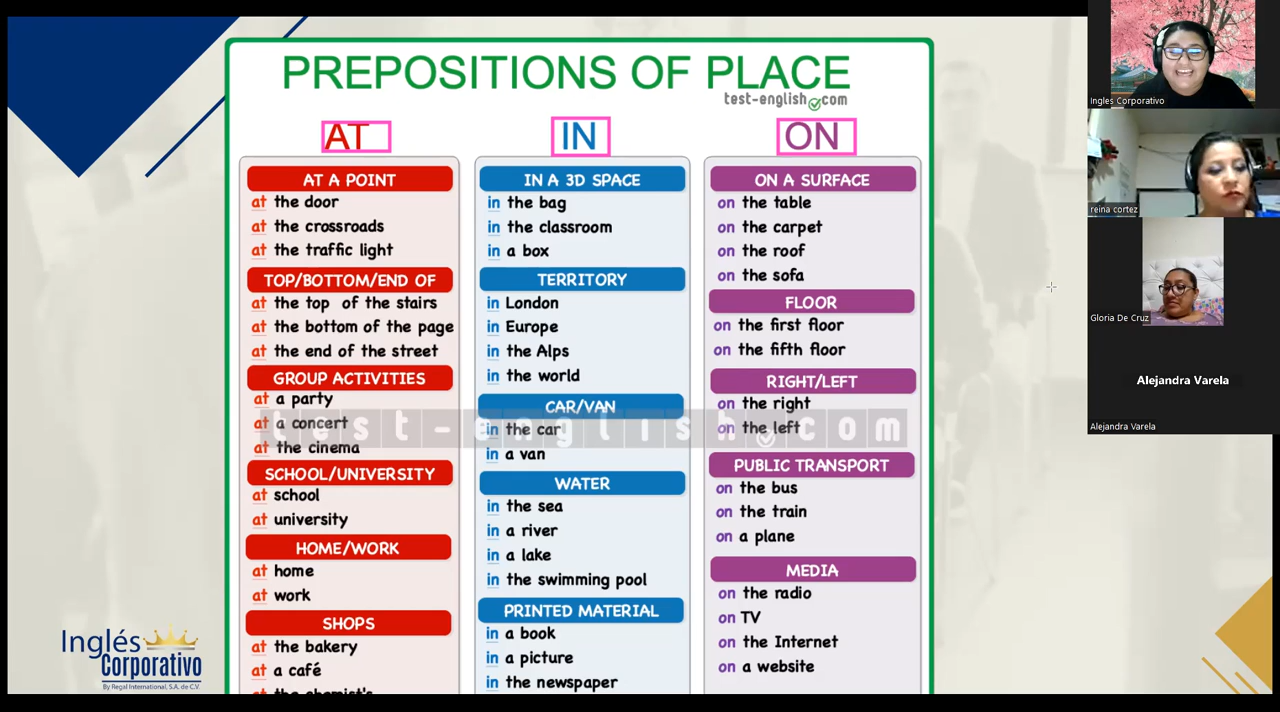 PREPOSITIONS OF PLACE
test-english.com
AT
AT A POINT
at the door
at the crossroads
at the traffic light
TOP/BOTTOM/END OF
at the top of the stairs
at the bottom of the page
at the end of the street
GROUP ACTIVITIES
at a party
at a concert
at the cinema
SCHOOL/UNIVERSITY
at school
at university
HOME/WORK
at home
at work
SHOPS
at the bakery
at a café
at the chemist's
IN
IN A 3D SPACE
in the bag
in the classroom
in a box
TERRITORY
in London
in Europe
in the Alps
in the world
CAR/VAN
in the car
in a van
WATER
in the sea
in a river
in a lake
in the swimming pool
PRINTED MATERIAL
in a book
in a picture
in the newspaper
ON
ON A SURFACE
on the table
on the carpet
on the roof
on the sofa
FLOOR
on the first floor
on the fifth floor
RIGHT/LEFT
on the right
on the left
PUBLIC TRANSPORT
on the bus
on the train
on a plane
MEDIA
on the radio
on TV
on the Internet
on a website
test-english.com
Inglés
Corporativo
By Regal International, S.A. de C.V.
Ingles Corporativo
reina cortez
Gloria De Cruz
Alejandra Varela
Alejandra Varela